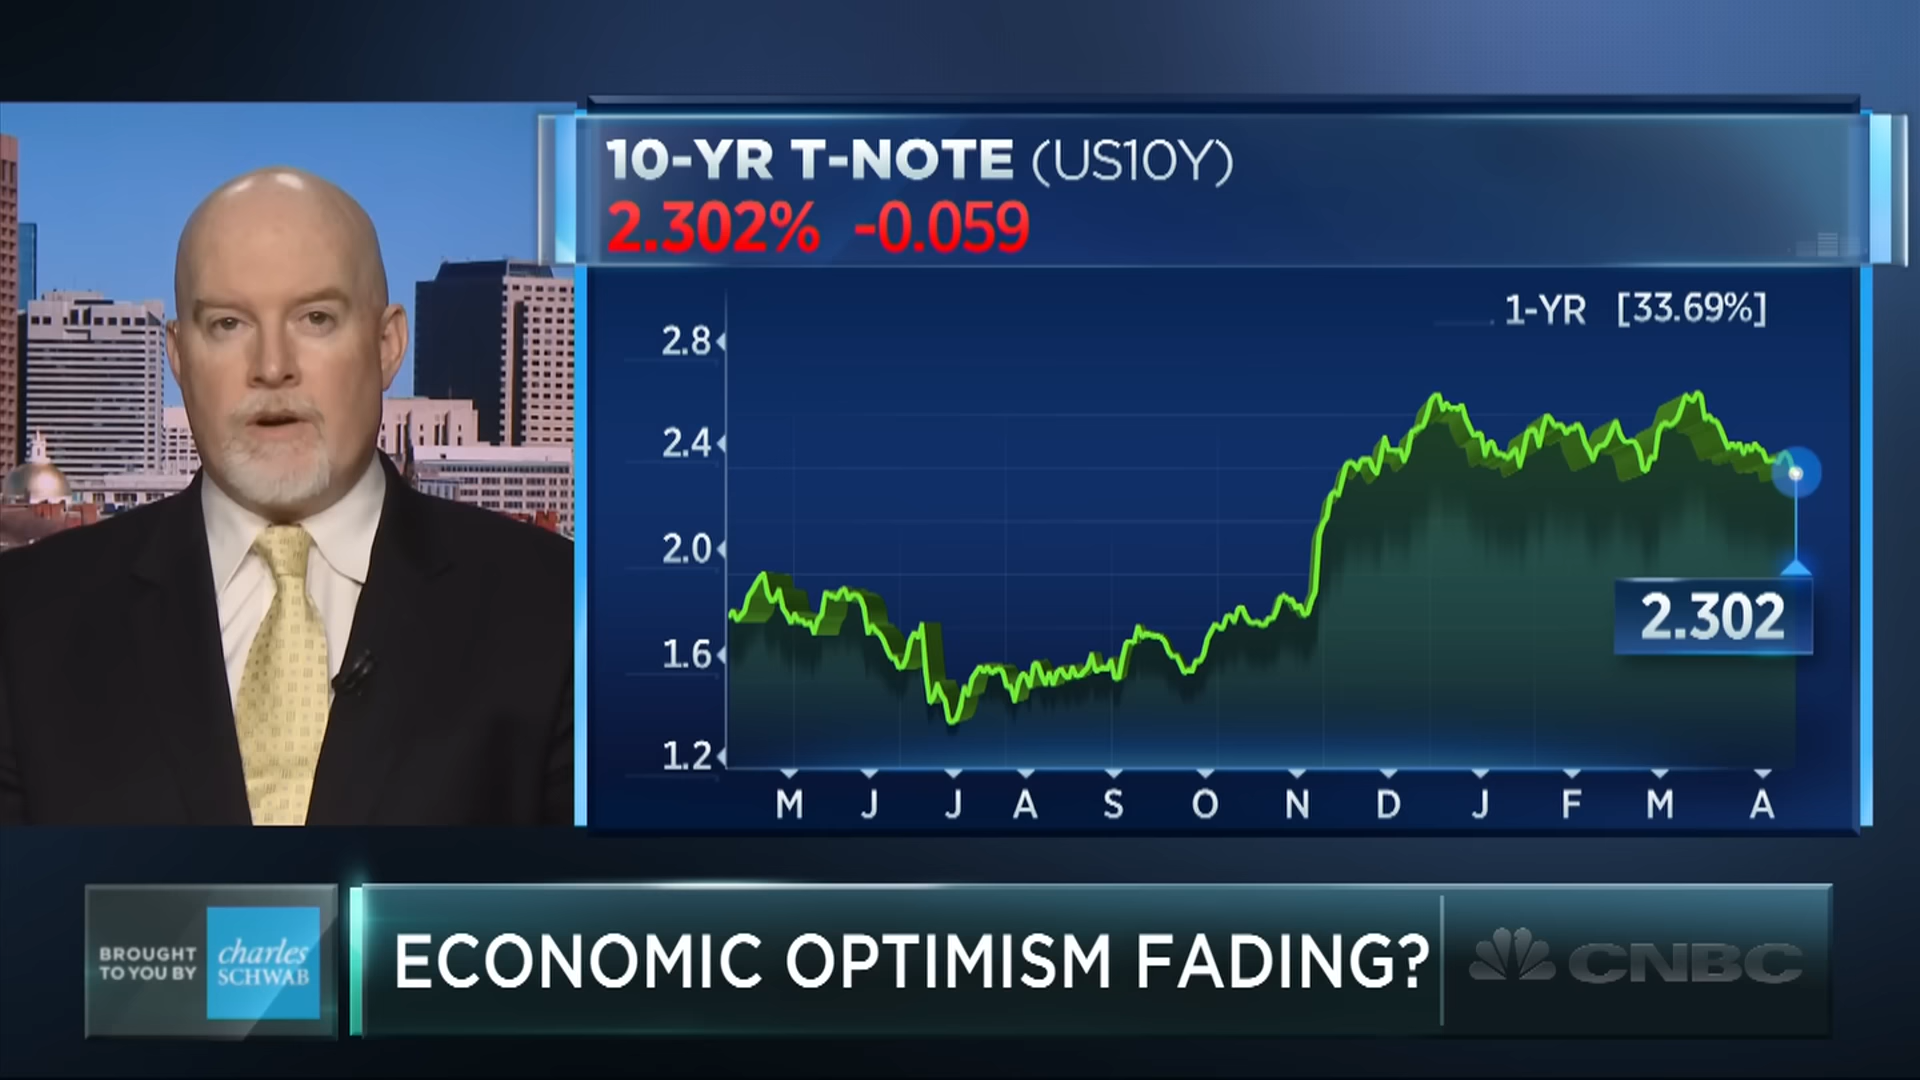 10-YR T-NOTE (US10Y)
2.302% -0.059
1-YR [33.69%]
2.8
2.4
2.0
1.6
1.2
2.302
M J J A S O N D J F M A
BROUGHT
TO YOU BY
charles
SCHWAB
ECONOMIC OPTIMISM FADING?
CNBC